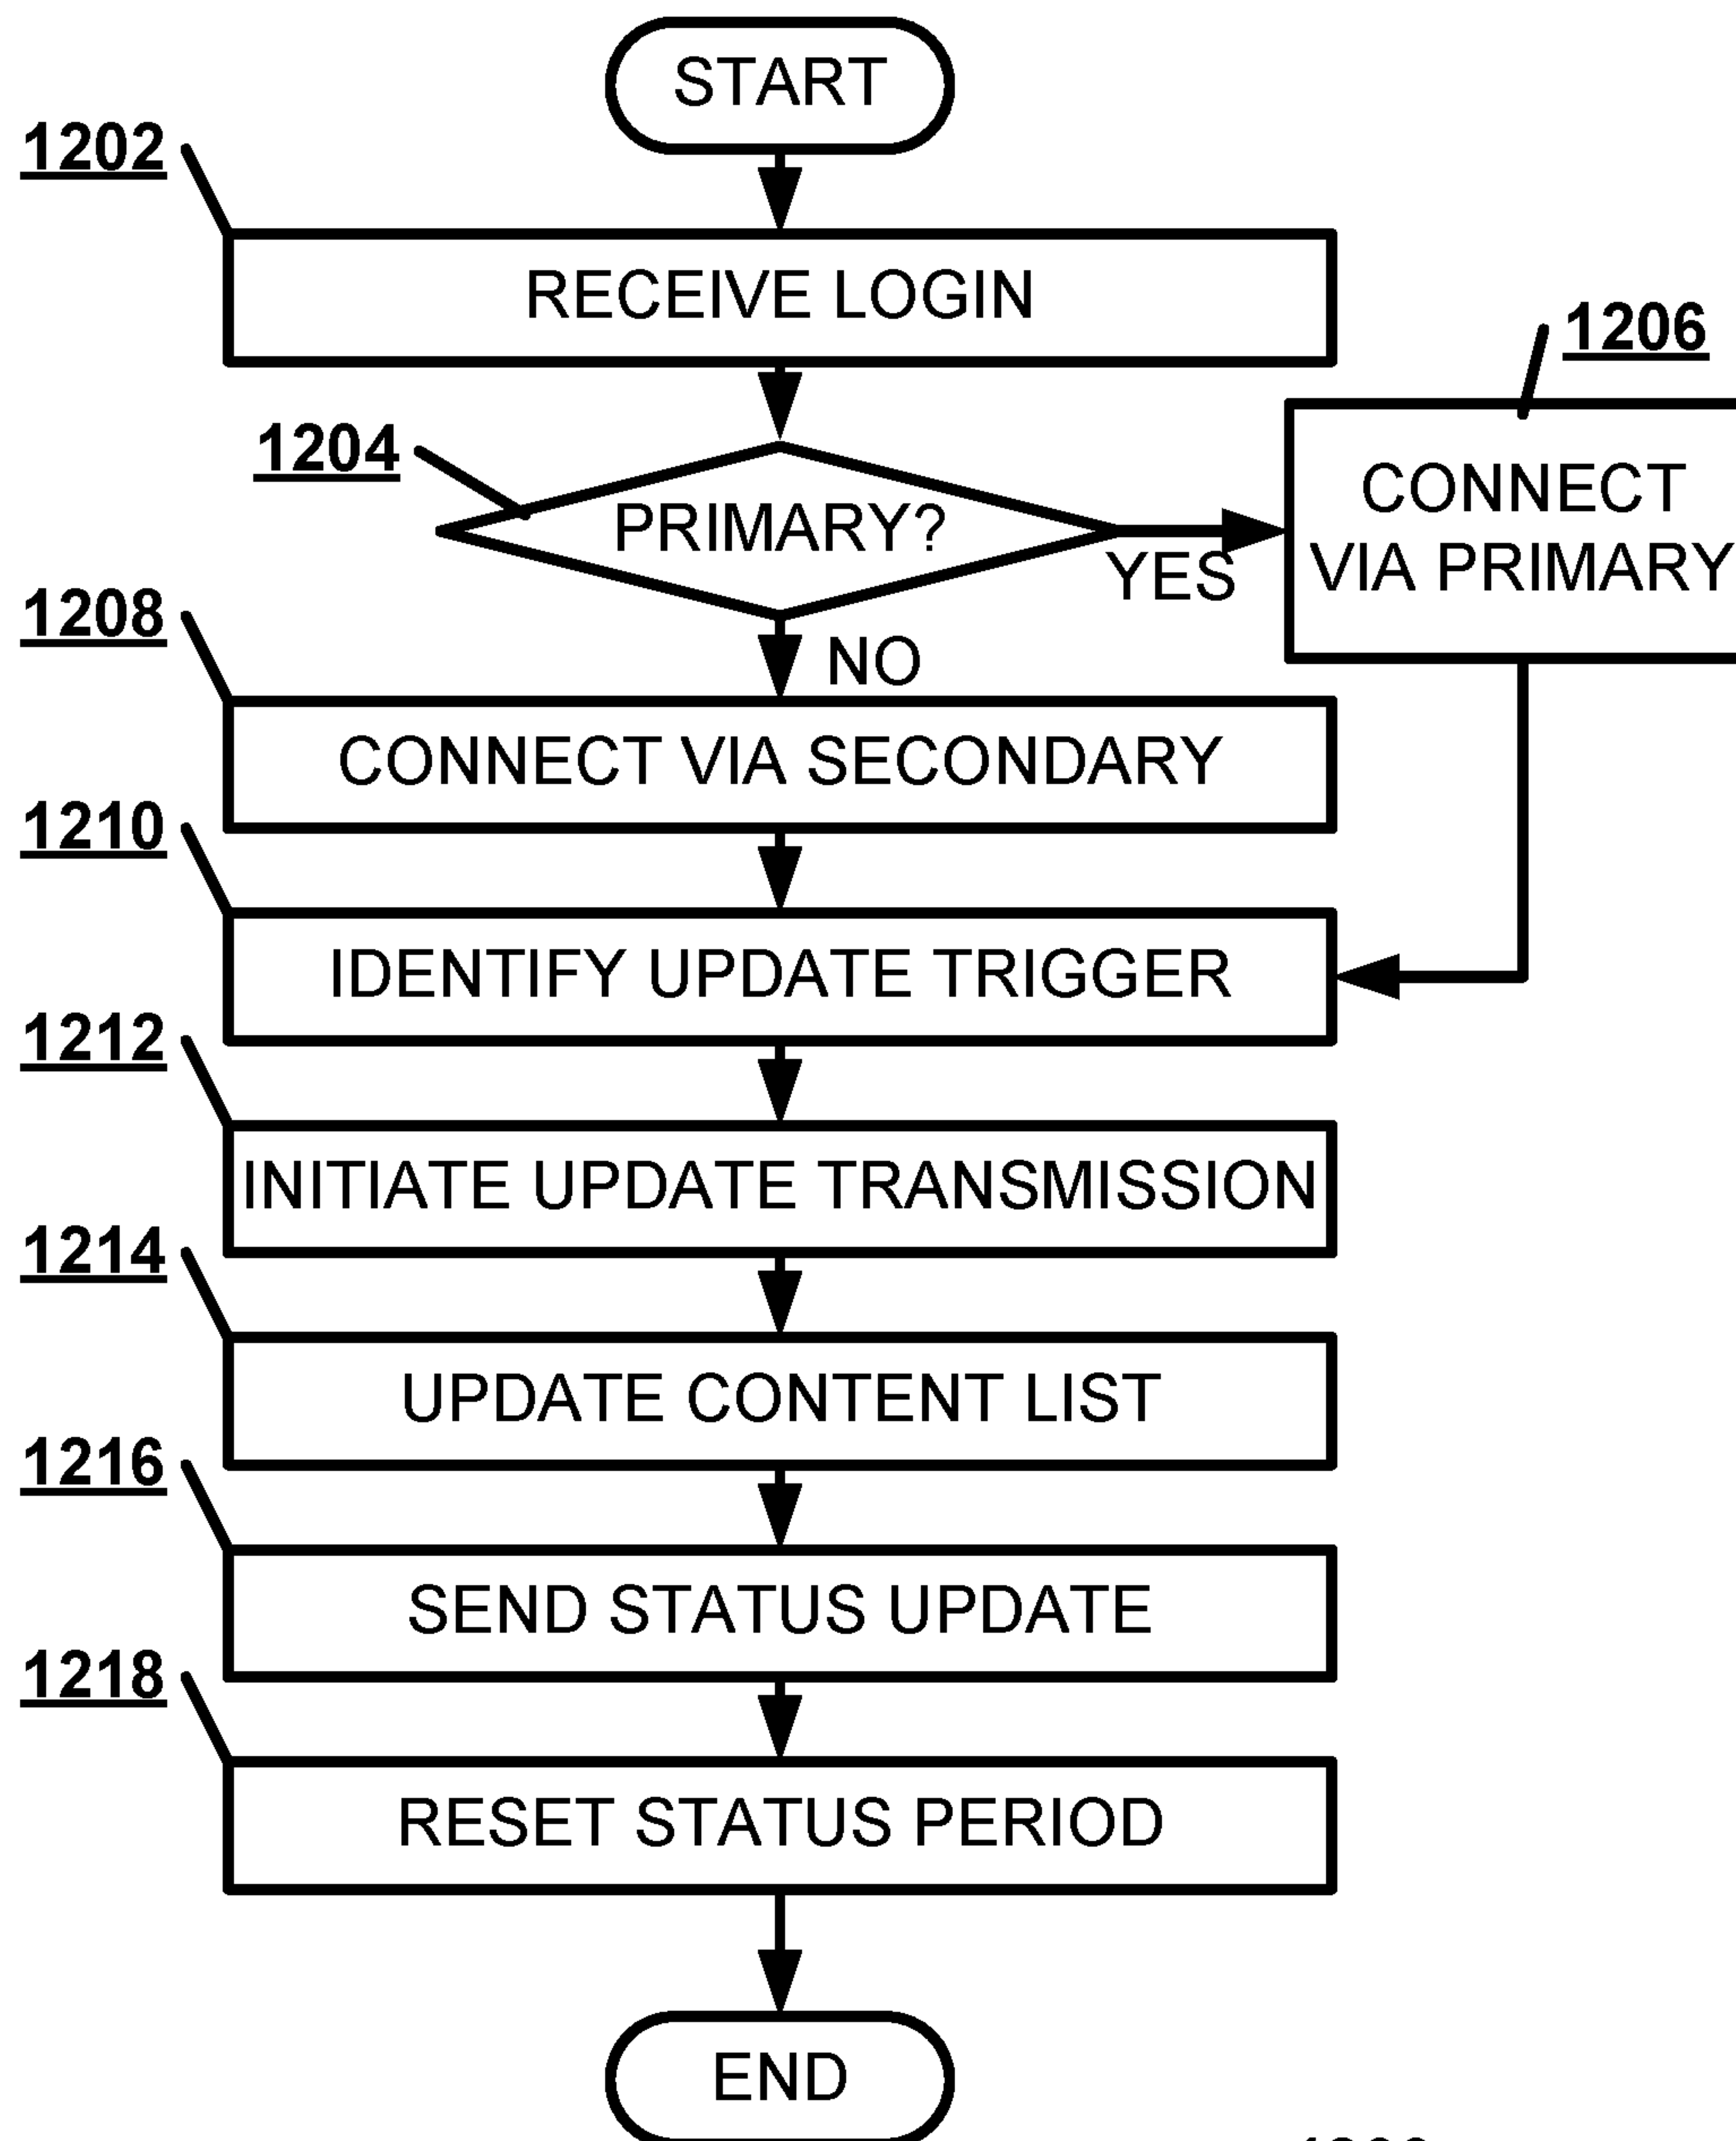 START
1202
RECEIVE LOGIN
1206
1204
PRIMARY?
YES
CONNECT
VIA PRIMARY
1208
NO
CONNECT VIA SECONDARY
1210
IDENTIFY UPDATE TRIGGER
1212
INITIATE UPDATE TRANSMISSION
1214
UPDATE CONTENT LIST
1216
SEND STATUS UPDATE
1218
RESET STATUS PERIOD
END